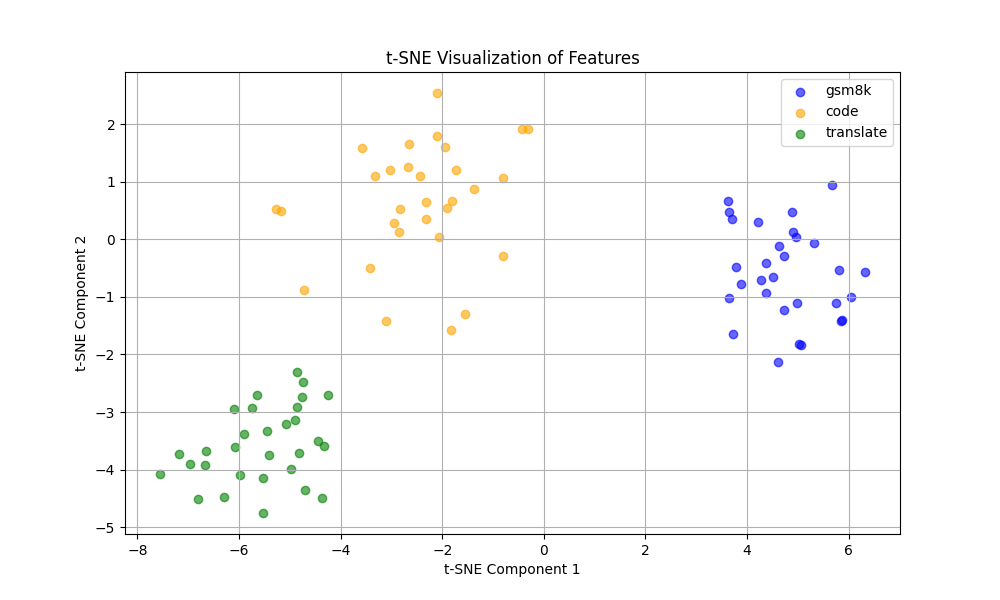 t-SNE Visualization of Features
gsm8k
code
translate
t-SNE Component 2
2
1
0
−1
−2
−3
−4
−5
−8 −6 −4 −2 0 2 4 6
t-SNE Component 1